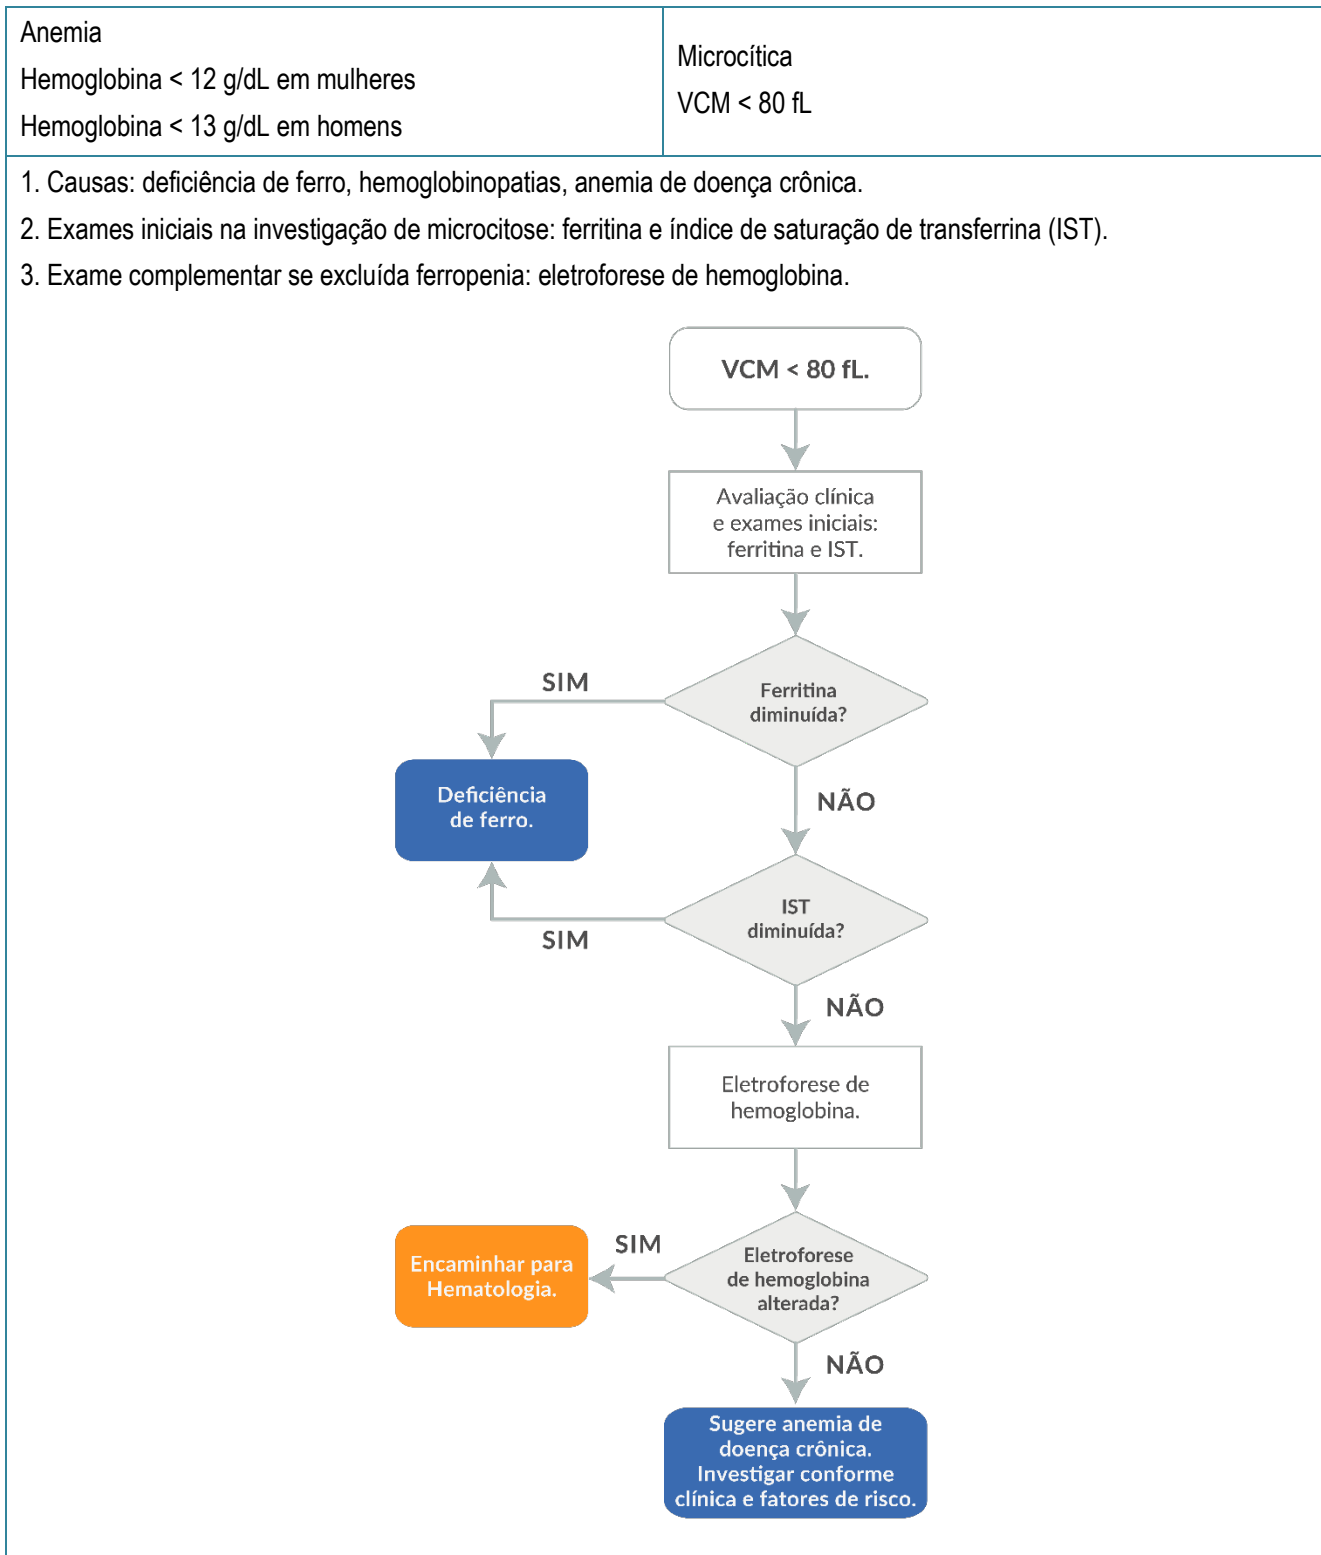 Anemia
Hemoglobina < 12 g/dL em mulheres
Hemoglobina < 13 g/dL em homens
Microcítica
VCM < 80 fL
1. Causas: deficiência de ferro, hemoglobinopatias, anemia de doença crônica.
2. Exames iniciais na investigação de microcitose: ferritina e índice de saturação de transferrina (IST).
3. Exame complementar se excluída ferropenia: eletroforese de hemoglobina.
VCM < 80 fL.
Avaliação clínica
e exames iniciais:
ferritina e IST.
Ferritina
diminuída?
SIM
NÃO
Deficiência
de ferro.
IST
diminuída?
SIM
NÃO
Eletroforese de
hemoglobina.
Eletroforese
de hemoglobina
alterada?
SIM
Encaminhar para
Hematologia.
NÃO
Sugere anemia de
doença crônica.
Investigar conforme
clínica e fatores de risco.